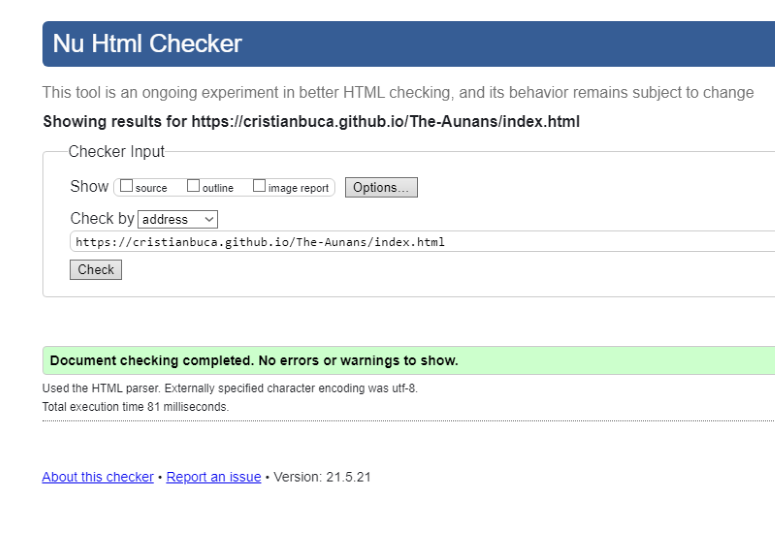 Nu Html Checker
This tool is an ongoing experiment in better HTML checking, and its behavior remains subject to change
Showing results for https://cristianbuca.github.io/The-Aunans/index.html
Checker Input
Show source outline image report Options...
Check by address
https://cristianbuca.github.io/The-Aunans/index.html
Check
Document checking completed. No errors or warnings to show.
Used the HTML parser. Externally specified character encoding was utf-8.
Total execution time 81 milliseconds.
About this checker • Report an issue • Version: 21.5.21